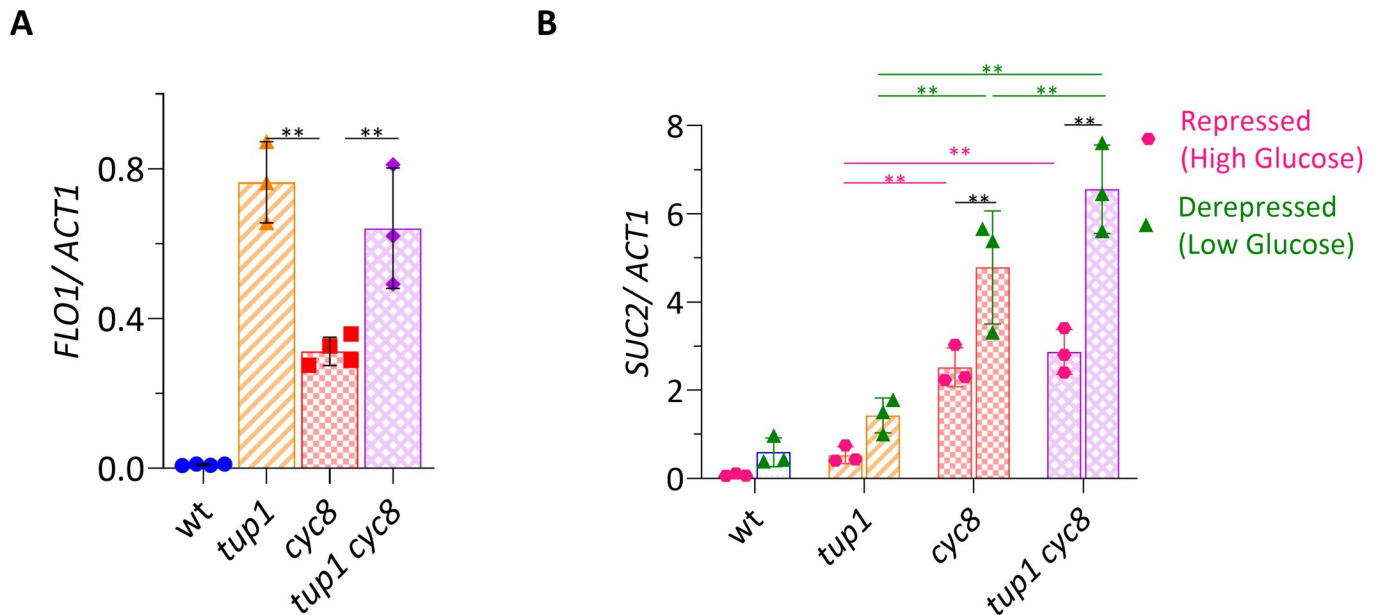 A
B
FLO1/ ACT1
0.8
0.4
0.0
**
**
wt
tup1
cyc8
tup1 cyc8
SUC2/ ACT1
8
6
4
2
0
**
**
**
**
**
**
**
wt
tup1
cyc8
tup1 cyc8
Repressed
(High Glucose)
Derepressed
(Low Glucose)